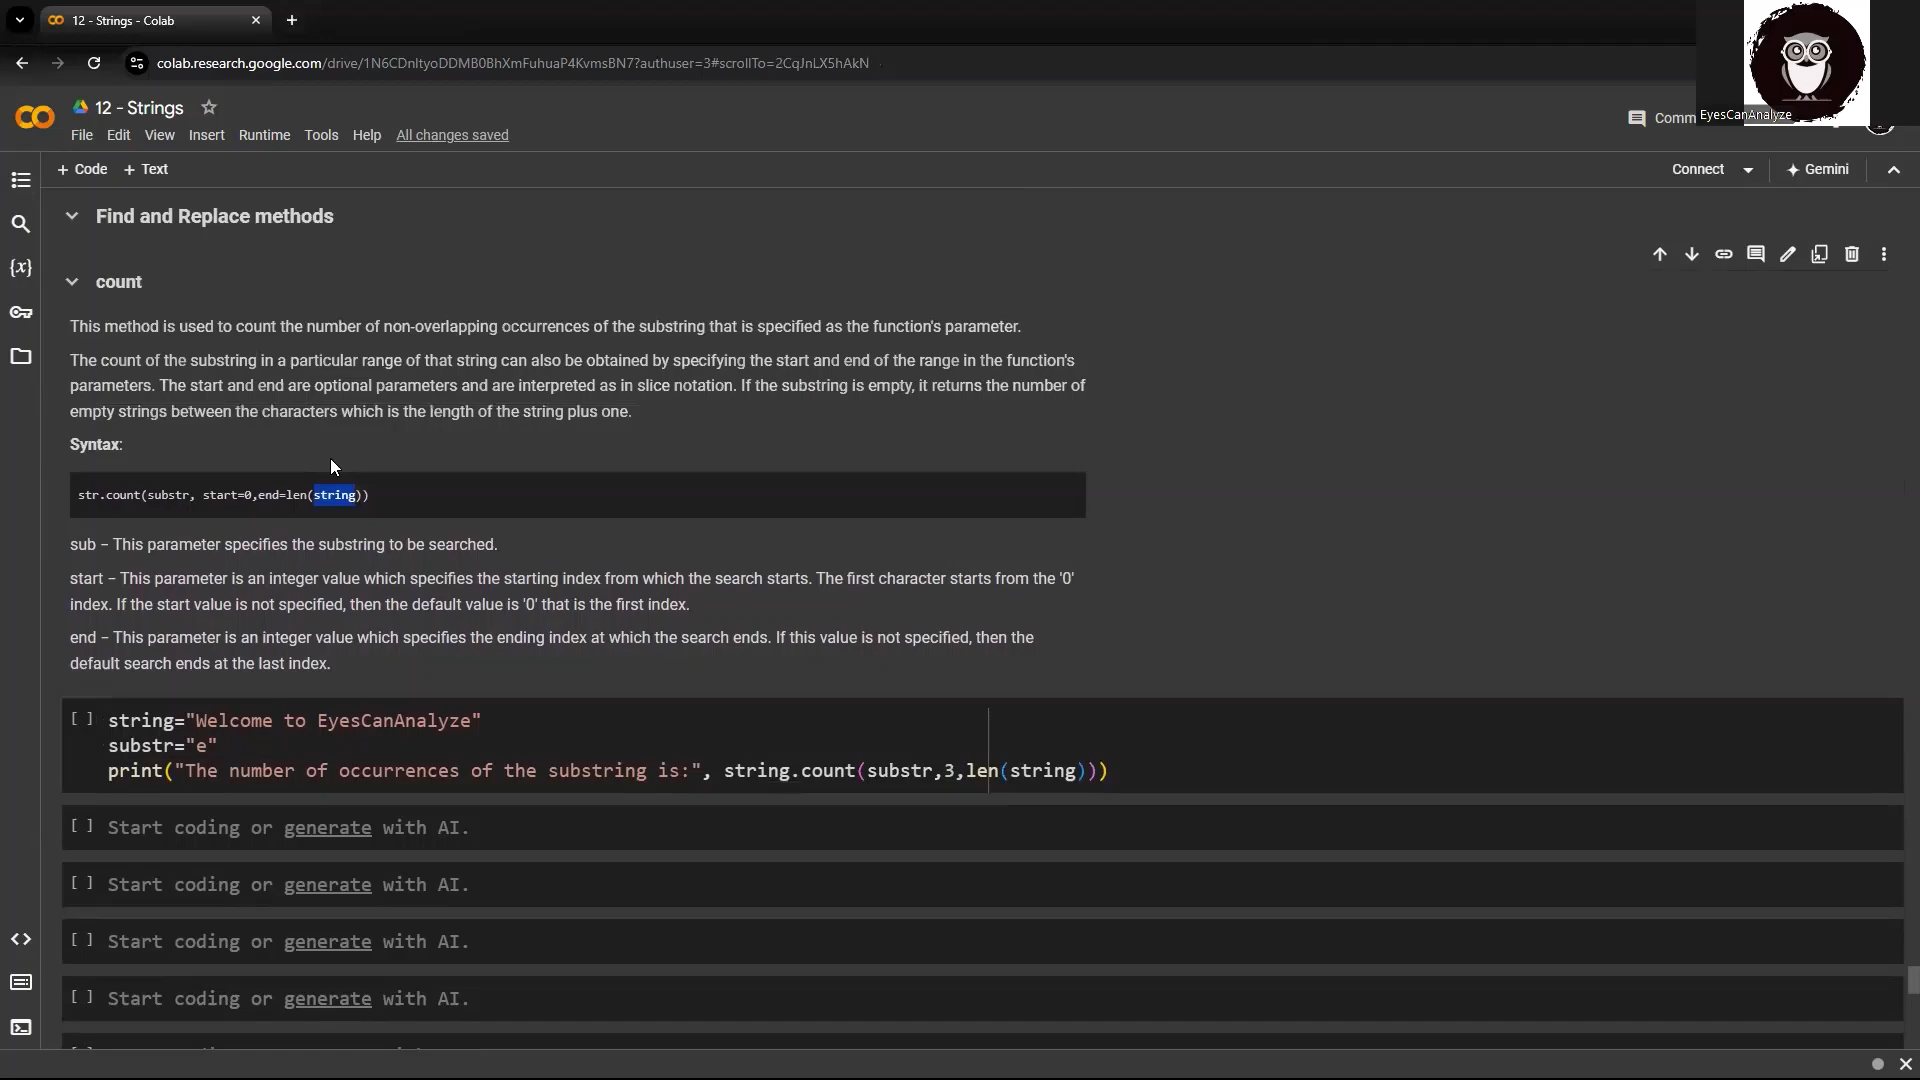 12 - Strings - Colab
colab.research.google.com/drive/1N6CDnItyoDDMB0BhXmFuhuaP4KvmsBN7?authuser=3#scrollTo=2CqJnLX5hAkN
EyesCanAnalyze
12 - Strings
File Edit View Insert Runtime Tools Help All changes saved
Comm
+ Code + Text
Connect
Gemini
Find and Replace methods
count
This method is used to count the number of non-overlapping occurrences of the substring that is specified as the function's parameter.
The count of the substring in a particular range of that string can also be obtained by specifying the start and end of the range in the function's
parameters. The start and end are optional parameters and are interpreted as in slice notation. If the substring is empty, it returns the number of
empty strings between the characters which is the length of the string plus one.
Syntax:
str.count(substr, start=0,end=len(string))
sub – This parameter specifies the substring to be searched.
start – This parameter is an integer value which specifies the starting index from which the search starts. The first character starts from the '0'
index. If the start value is not specified, then the default value is '0' that is the first index.
end – This parameter is an integer value which specifies the ending index at which the search ends. If this value is not specified, then the
default search ends at the last index.
[ ] string="Welcome to EyesCanAnalyze"
substr="e"
print("The number of occurrences of the substring is:", string.count(substr,3,len(string)))
[ ] Start coding or generate with AI.
[ ] Start coding or generate with AI.
[ ] Start coding or generate with AI.
[ ] Start coding or generate with AI.